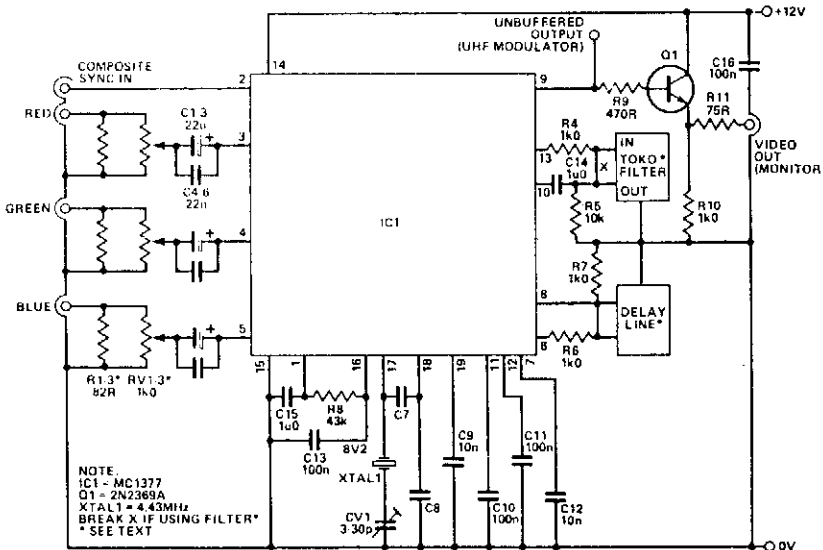 UNBUFFERED
OUTPUT
(UHF MODULATOR)
+12V
14
COMPOSITE
SYNC IN
2
9
Q1
C16
100n
R9
470R
R11
75R
RED
C1-3
22u
3
R4
1k0
13
C14
1u0
X
IN
TOKO*
FILTER
OUT
VIDEO
OUT
(MONITOR
C4-6
22n
10
IC1
R5
10k
R10
1k0
GREEN
4
R7
1k0
8
DELAY
LINE*
BLUE
5
6
R6
1k0
R1-3*
82R
RV1-3*
1k0
15
1
16
17
18
19
11
12
7
C15
1u0
R8
43k
C7
C13
100n
8V2
C9
10n
C11
100n
XTAL1
C8
C10
100n
C12
10n
CV1
3-30p
NOTE.
IC1 = MC1377
Q1 = 2N2369A
XTAL1 = 4.43MHz
BREAK X IF USING FILTER*
* SEE TEXT
0V